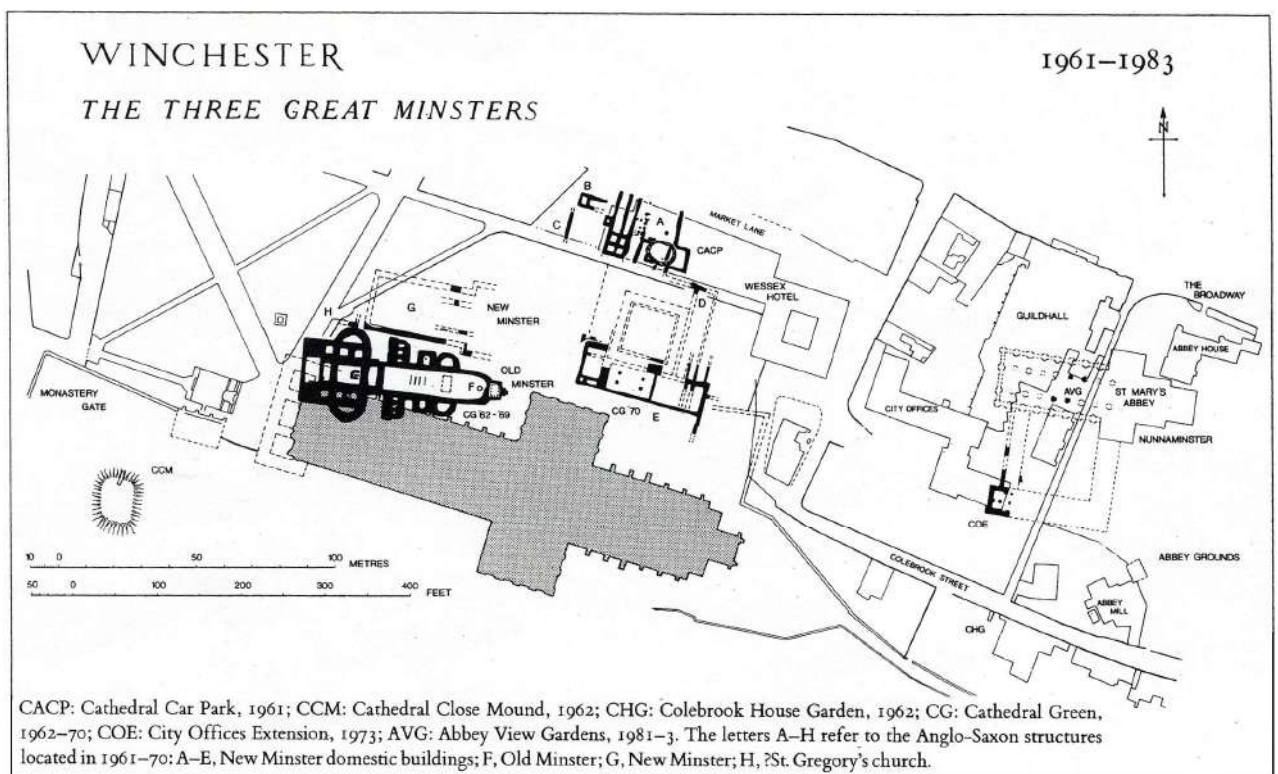 WINCHESTER
1961–1983
THE THREE GREAT MINSTERS
N
B
C
A
MARKET LANE
CACP
WESSEX
HOTEL
D
G
NEW
MINSTER
H
OLD
MINSTER
F
CG '62 - '69
CG '70
E
MONASTERY
GATE
CCM
THE
BROADWAY
GUILDHALL
ABBEY HOUSE
AVG
ST MARY'S
ABBEY
CITY OFFICES
NUNNAMINSTER
COE
ABBEY GROUNDS
COLEBROOK STREET
ABBEY
MILL
CHG
10 0 50 100 METRES
50 0 100 200 300 400 FEET
CACP: Cathedral Car Park, 1961; CCM: Cathedral Close Mound, 1962; CHG: Colebrook House Garden, 1962; CG: Cathedral Green,
1962–70; COE: City Offices Extension, 1973; AVG: Abbey View Gardens, 1981–3. The letters A–H refer to the Anglo-Saxon structures
located in 1961–70: A–E, New Minster domestic buildings; F, Old Minster; G, New Minster; H, ?St. Gregory's church.